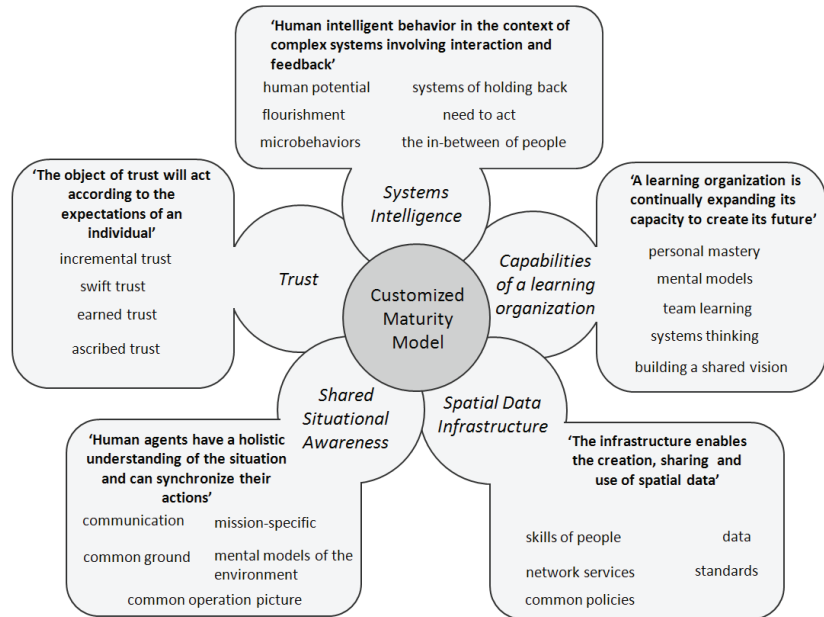 ‘Human intelligent behavior in the context of
complex systems involving interaction and
feedback’
human potential
systems of holding back
flourishment
need to act
microbehaviors
the in-between of people
Systems
Intelligence
‘The object of trust will act
according to the
expectations of an
individual’
incremental trust
swift trust
earned trust
ascribed trust
Trust
‘A learning organization is
continually expanding its
capacity to create its future’
personal mastery
mental models
team learning
systems thinking
building a shared vision
Capabilities
of a learning
organization
Customized
Maturity
Model
Shared
Situational
Awareness
Spatial Data
Infrastructure
‘Human agents have a holistic
understanding of the situation
and can synchronize their
actions’
communication
mission-specific
common ground
mental models of the
environment
common operation picture
‘The infrastructure enables
the creation, sharing and
use of spatial data’
skills of people
data
network services
standards
common policies